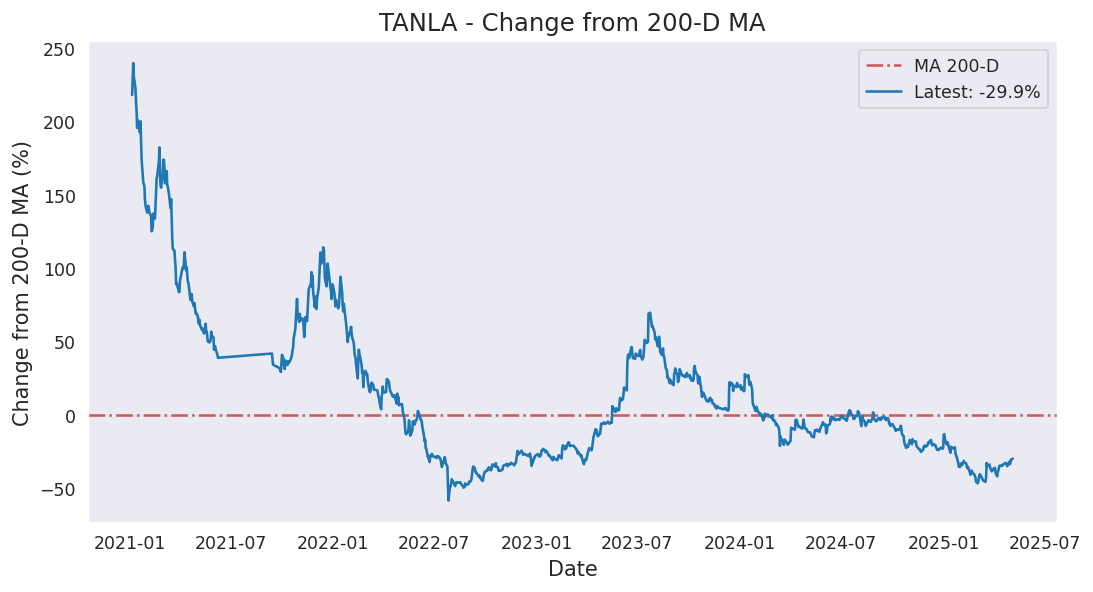 TANLA - Change from 200-D MA
MA 200-D
Latest: -29.9%
Change from 200-D MA (%)
250
200
150
100
50
0
−50
2021-01 2021-07 2022-01 2022-07 2023-01 2023-07 2024-01 2024-07 2025-01 2025-07
Date